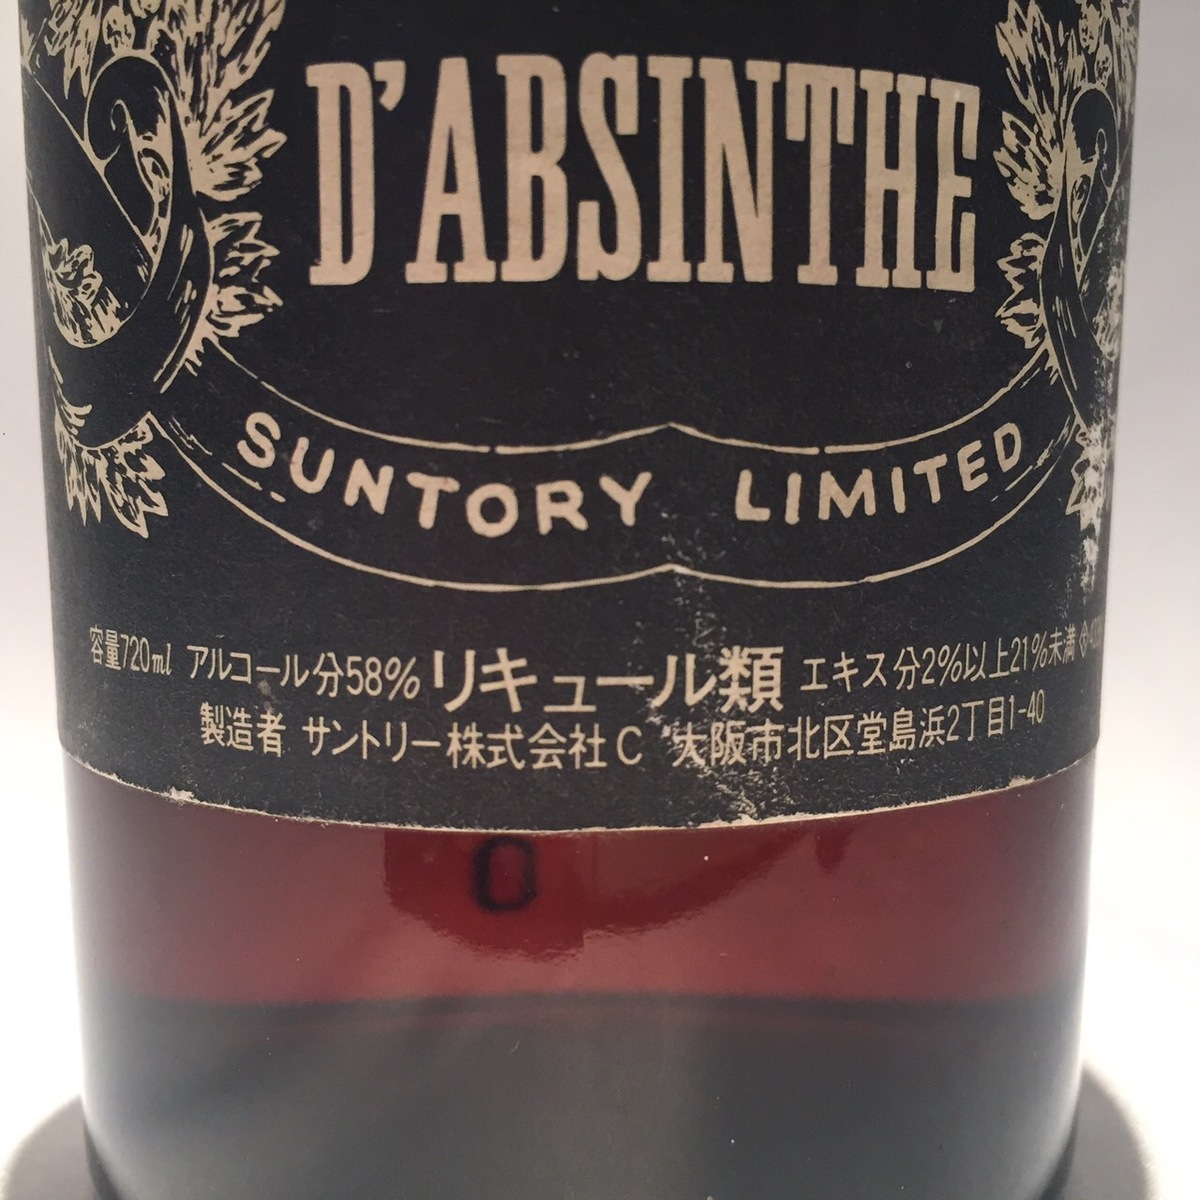 D'ABSINTHE
SUNTORY LIMITED
容量720ml アルコール分58% リキュール類 エキス分2%以上21%未満
製造者 サントリー株式会社C 大阪市北区堂島浜2丁目1-40
0